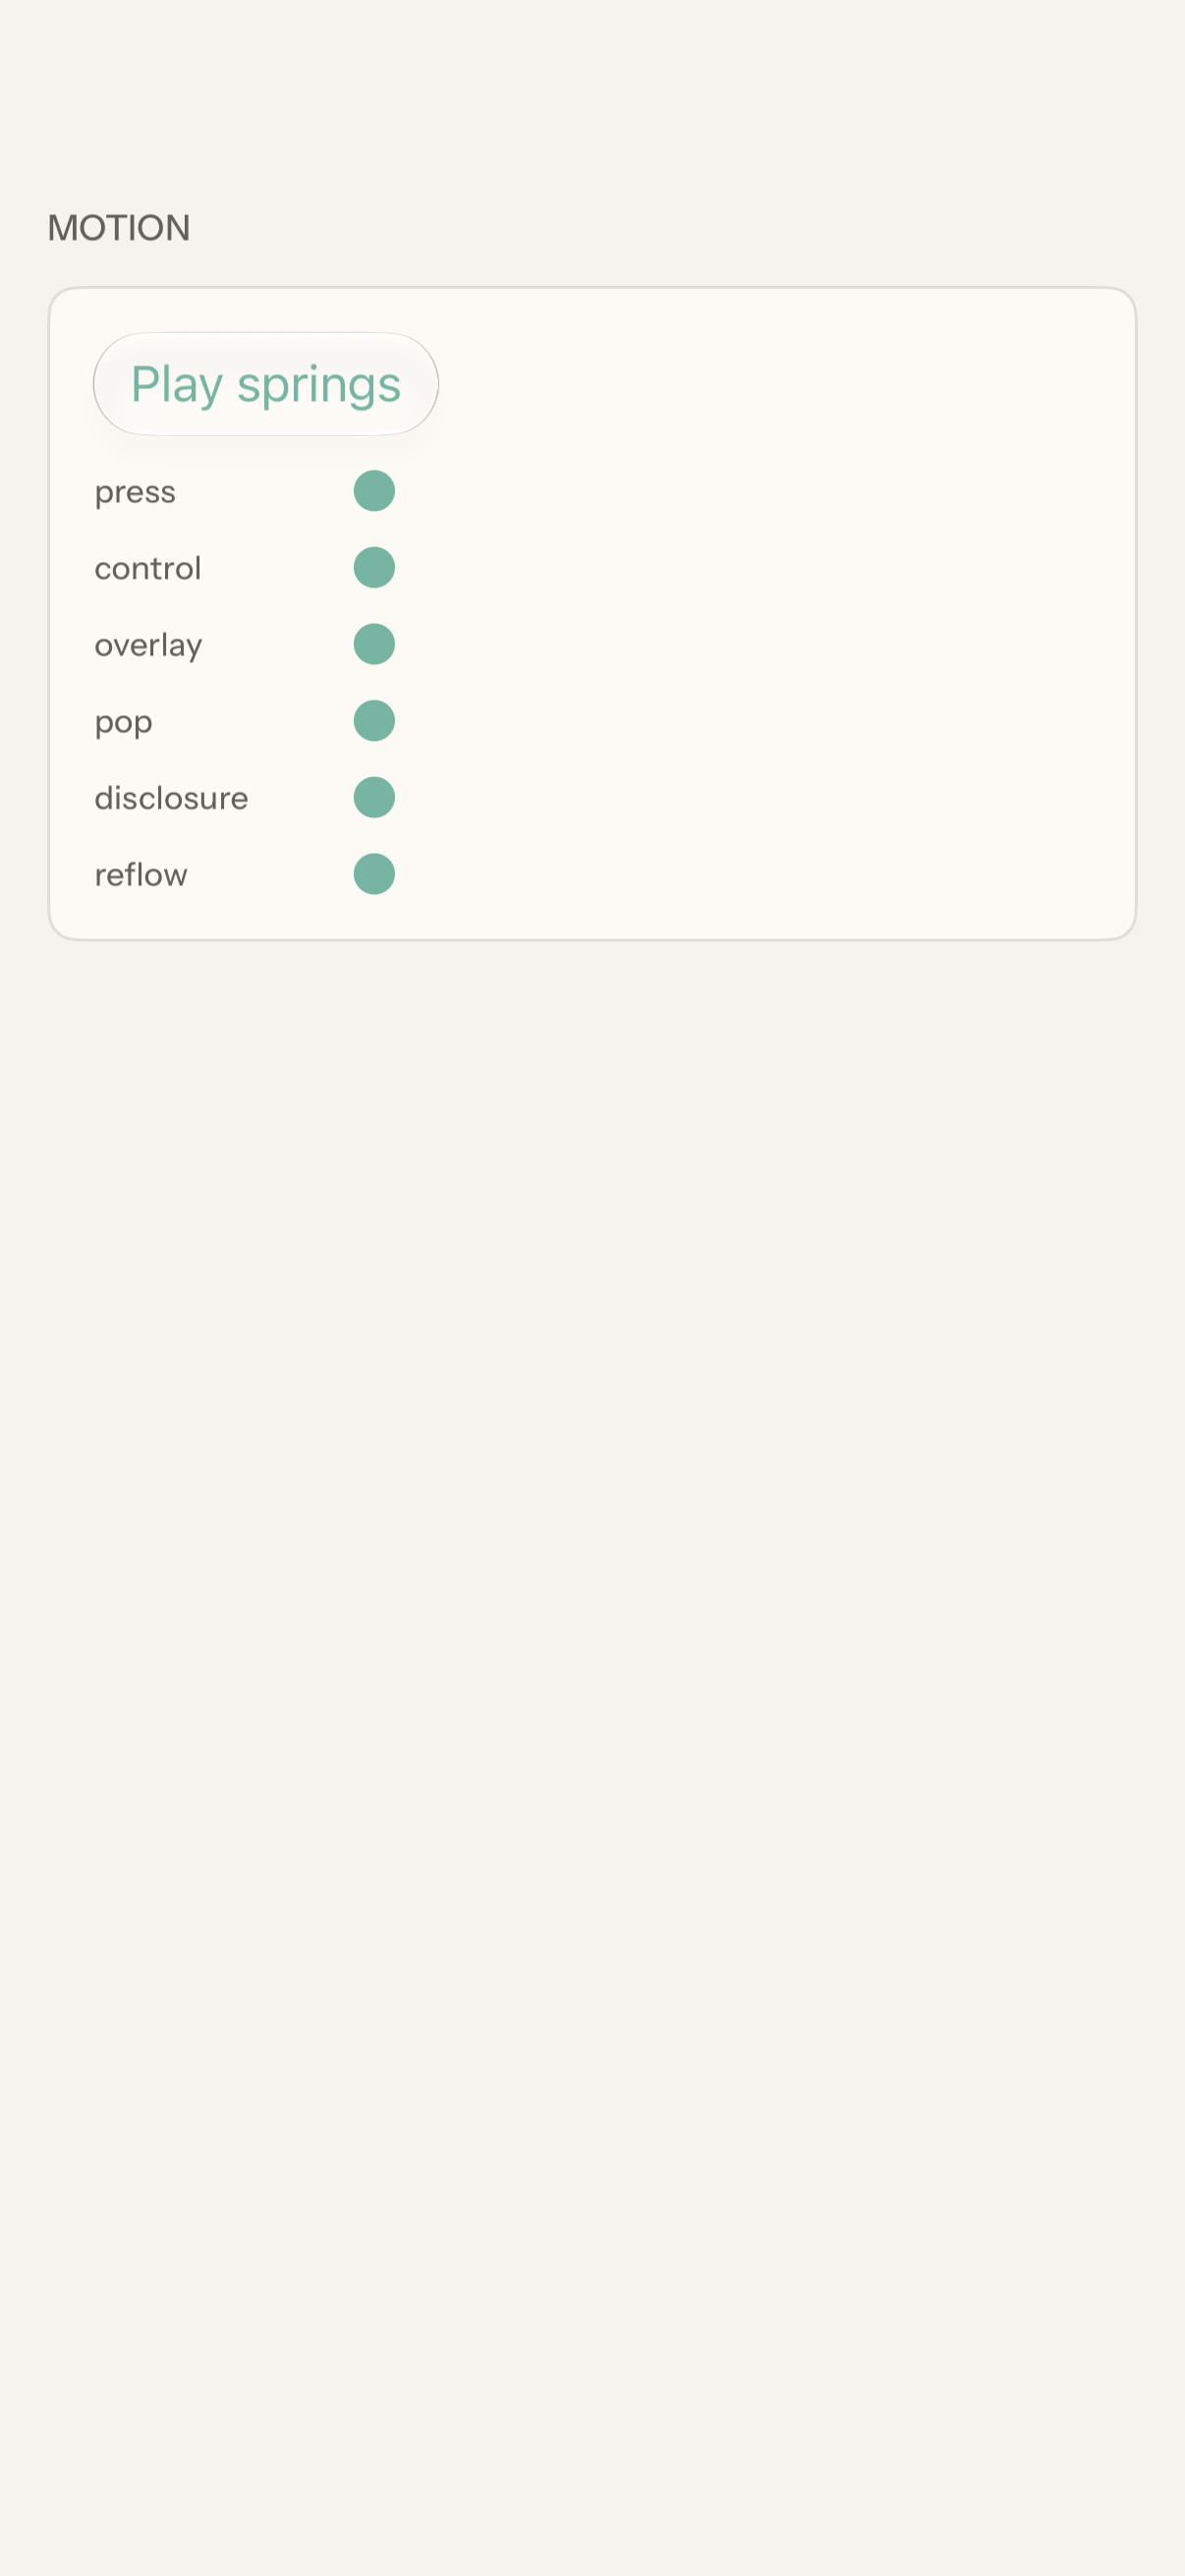 MOTION
Play springs
press
control
overlay
pop
disclosure
reflow